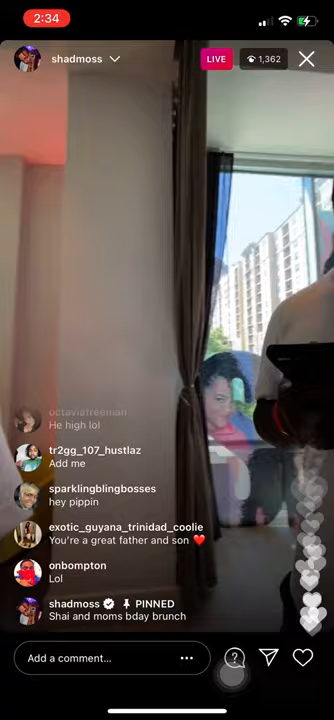 2:34
shadmoss
LIVE
1,362
octaviafreeman
He high lol
tr2gg_107_hustlaz
Add me
sparklingblingbosses
hey pippin
exotic_guyana_trinidad_coolie
You're a great father and son ❤️
onbompton
Lol
shadmoss PINNED
Shai and moms bday brunch
Add a comment...